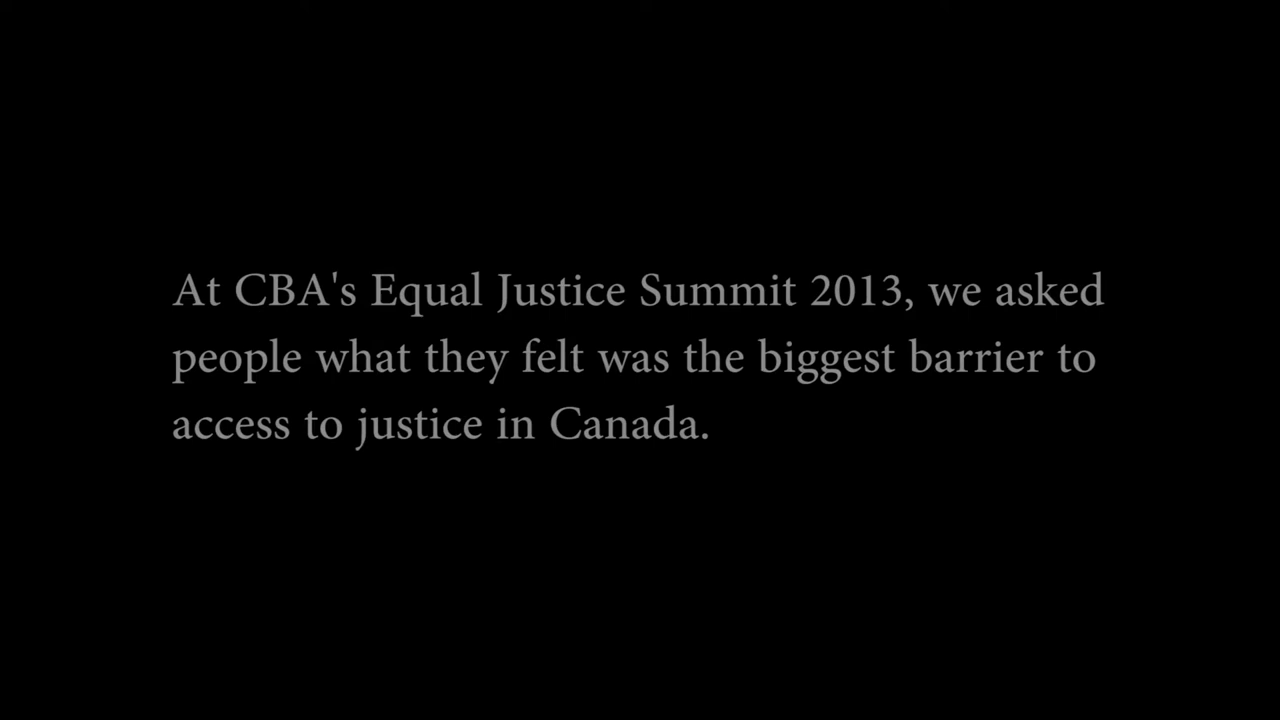 At CBA's Equal Justice Summit 2013, we asked
people what they felt was the biggest barrier to
access to justice in Canada.